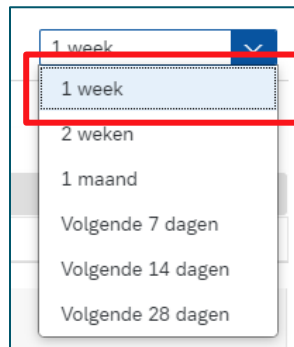 1 week
1 week
2 weken
1 maand
Volgende 7 dagen
Volgende 14 dagen
Volgende 28 dagen